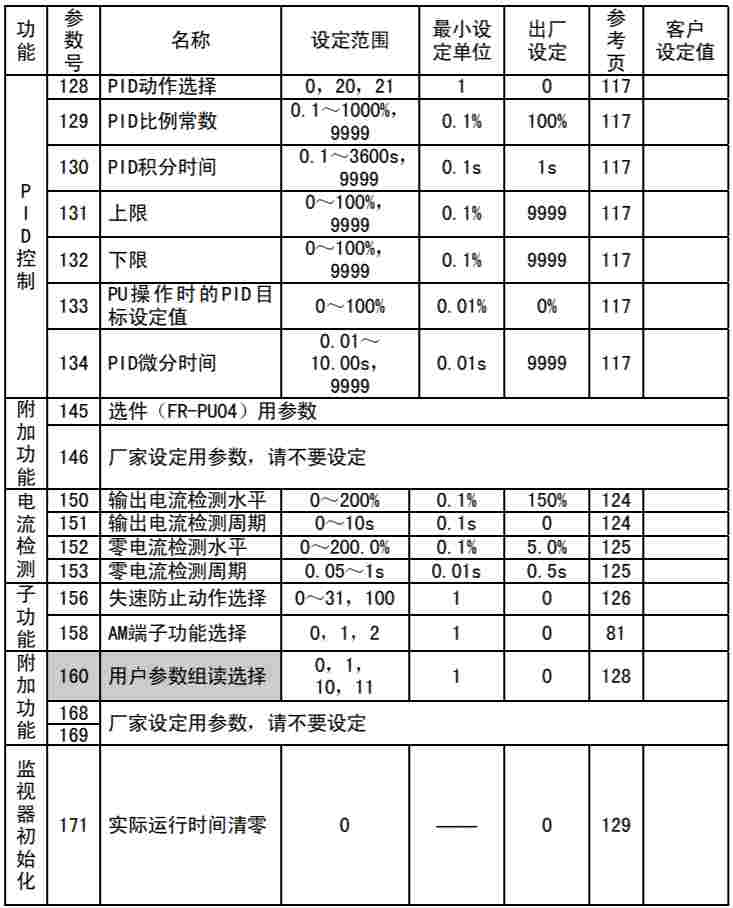 功能 参数号 名称 设定范围 最小设定单位 出厂设定 参考页 客户设定值
PID控制
128 PID动作选择 0，20，21 1 0 117
129 PID比例常数 0.1～1000%，9999 0.1% 100% 117
130 PID积分时间 0.1～3600s，9999 0.1s 1s 117
131 上限 0～100%，9999 0.1% 9999 117
132 下限 0～100%，9999 0.1% 9999 117
133 PU操作时的PID目标设定值 0～100% 0.01% 0% 117
134 PID微分时间 0.01～10.00s，9999 0.01s 9999 117
附加功能
145 选件（FR-PU04）用参数
146 厂家设定用参数，请不要设定
电流检测
150 输出电流检测水平 0～200% 0.1% 150% 124
151 输出电流检测周期 0～10s 0.1s 0 124
152 零电流检测水平 0～200.0% 0.1% 5.0% 125
153 零电流检测周期 0.05～1s 0.01s 0.5s 125
子功能
156 失速防止动作选择 0～31，100 1 0 126
158 AM端子功能选择 0，1，2 1 0 81
附加功能
160 用户参数组读选择 0，1，10，11 1 0 128
168
169 厂家设定用参数，请不要设定
监视器初始化
171 实际运行时间清零 0 —— 0 129